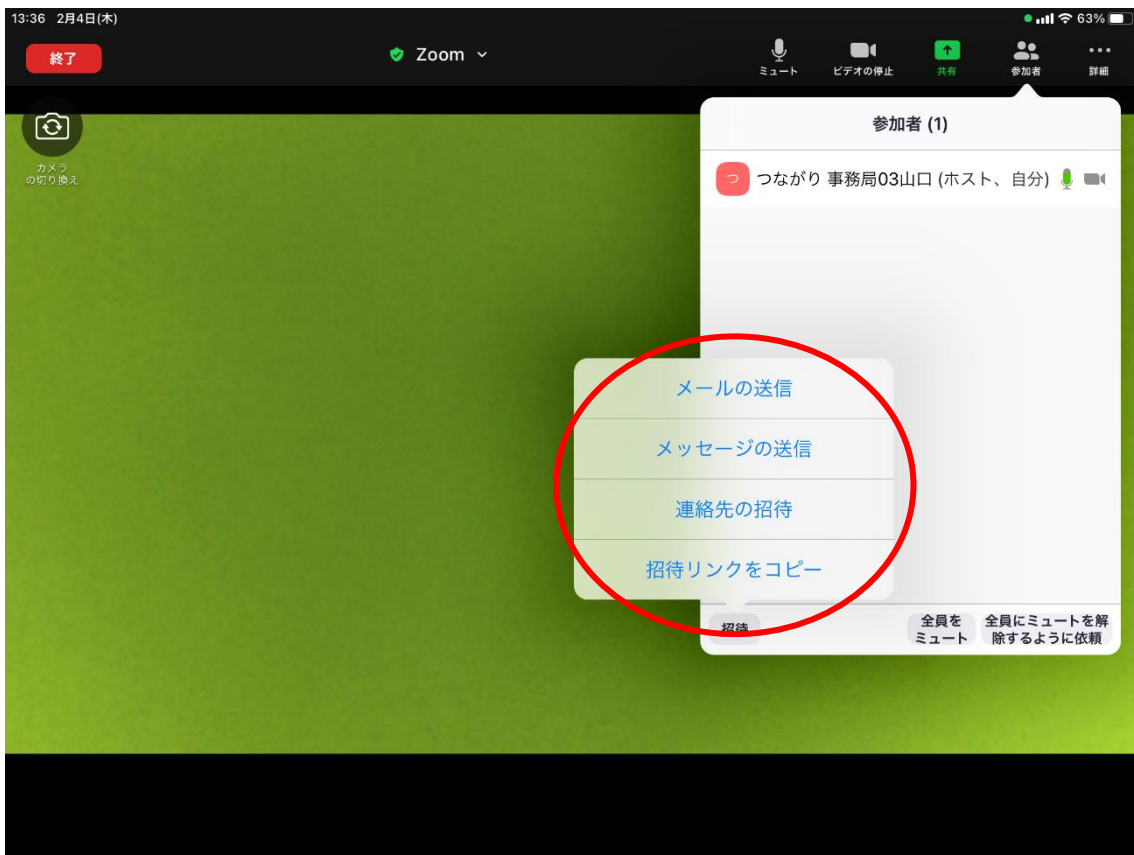 13:36 2月4日(木)
63%
終了
Zoom
ミュート
ビデオの停止
共有
参加者
詳細
カメラ
の切り換え
参加者 (1)
つ
つながり 事務局03山口 (ホスト、自分)
メールの送信
メッセージの送信
連絡先の招待
招待リンクをコピー
招待
全員を
ミュート
全員にミュートを解
除するように依頼